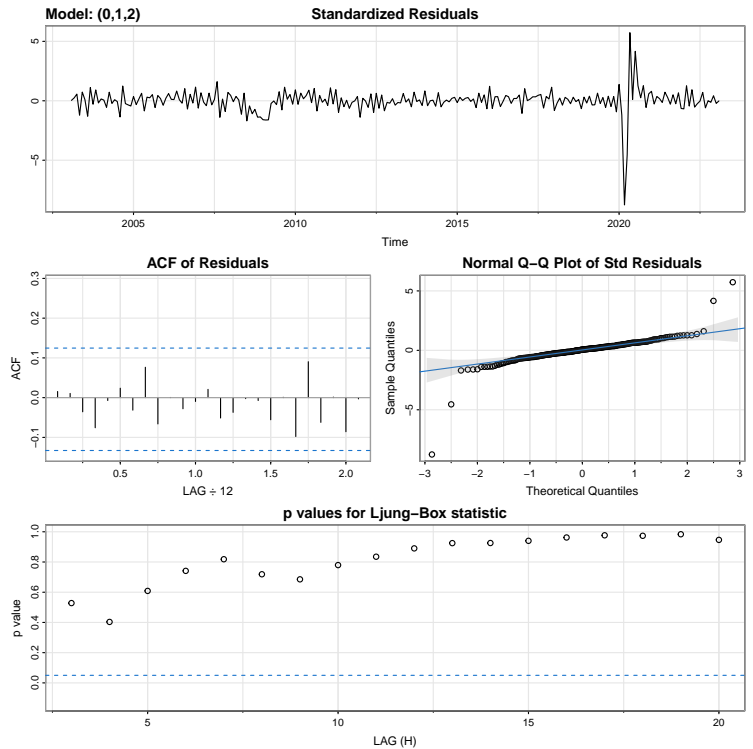 Model: (0,1,2) Standardized Residuals
5
0
−5
2005 2010 2015 2020
Time
ACF of Residuals
0.3
0.2
0.1
0.0
−0.1
ACF
0.5 1.0 1.5 2.0
LAG ÷ 12
Normal Q−Q Plot of Std Residuals
5
0
−5
Sample Quantiles
−3 −2 −1 0 1 2 3
Theoretical Quantiles
p values for Ljung−Box statistic
1.0
0.8
0.6
0.4
0.2
0.0
p value
5 10 15 20
LAG (H)